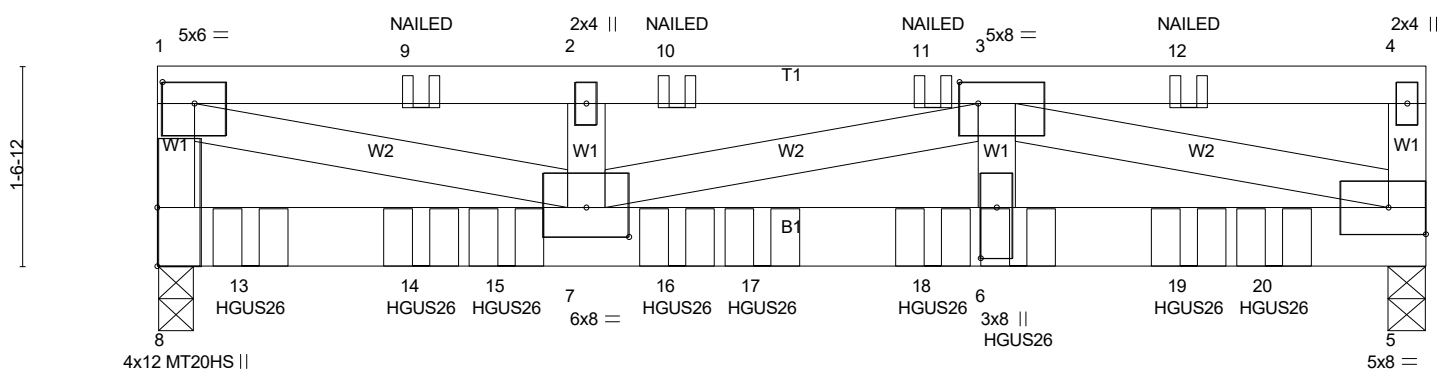 NAILED 2x4 || NAILED NAILED NAILED 2x4 ||
1 5x6 = 9 2 10 11 3 5x8 = 12 4
T1
W1 W2 W1 W2 W1 W2 W1
1-6-12
B1
13 14 15 7 16 17 18 6 19 20
HGUS26 HGUS26 HGUS26 6x8 = HGUS26 HGUS26 HGUS26 3x8 || HGUS26 HGUS26
HGUS26
8 5
4x12 MT20HS || 5x8 =